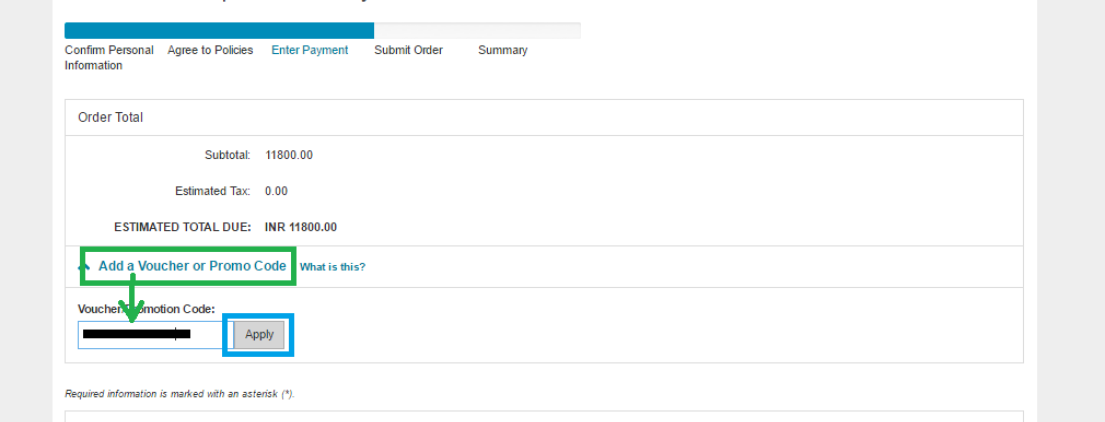 Confirm Personal Agree to Policies Enter Payment Submit Order Summary
Information
Order Total
Subtotal: 11800.00
Estimated Tax: 0.00
ESTIMATED TOTAL DUE: INR 11800.00
Add a Voucher or Promo Code What is this?
Voucher/Promotion Code:
Apply
Required information is marked with an asterisk (*).